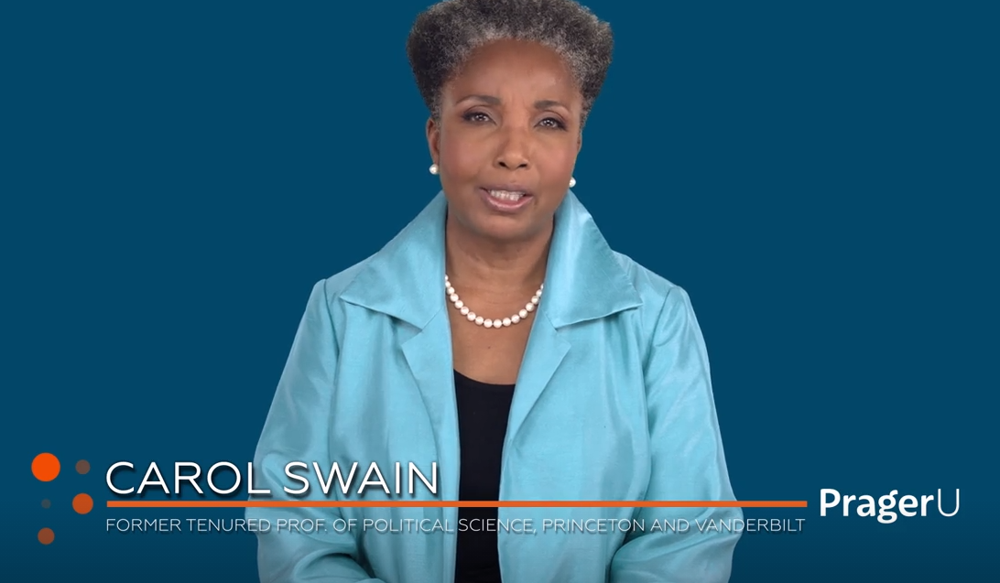 CAROL SWAIN
PragerU
FORMER TENURED PROF. OF POLITICAL SCIENCE, PRINCETON AND VANDERBILT